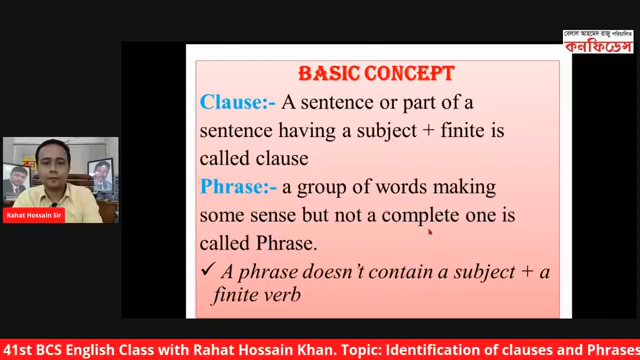 বেলাল আহমেদ রাজু পরিচালিত
কনফিডেন্স
BASIC CONCEPT
Clause:- A sentence or part of a
sentence having a subject + finite is
called clause
Phrase:- a group of words making
some sense but not a complete one is
called Phrase.
✓ A phrase doesn't contain a subject + a
finite verb
Rahat Hossain Sir
41st BCS English Class with Rahat Hossain Khan. Topic: Identification of clauses and Phrases